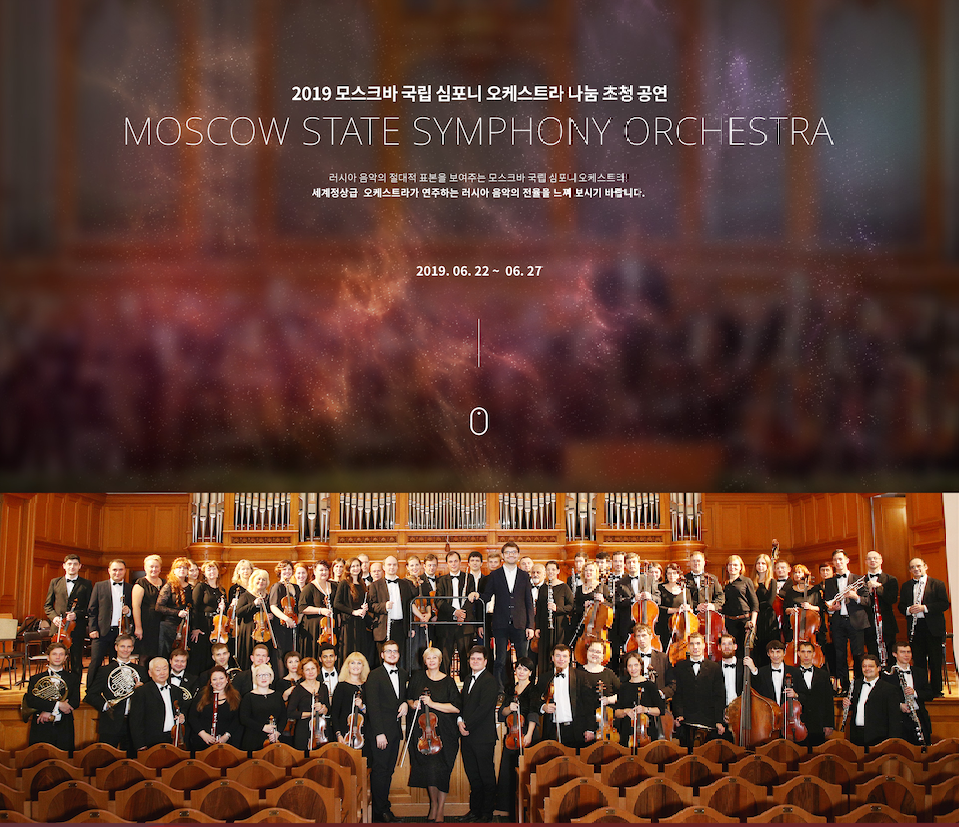 2019 모스크바 국립 심포니 오케스트라 나눔 초청 공연
MOSCOW STATE SYMPHONY ORCHESTRA
러시아 음악의 절대적 표본을 보여주는 모스크바 국립 심포니 오케스트라!
세계정상급 오케스트라가 연주하는 러시아 음악의 전율을 느껴 보시기 바랍니다.
2019. 06. 22 ~ 06. 27